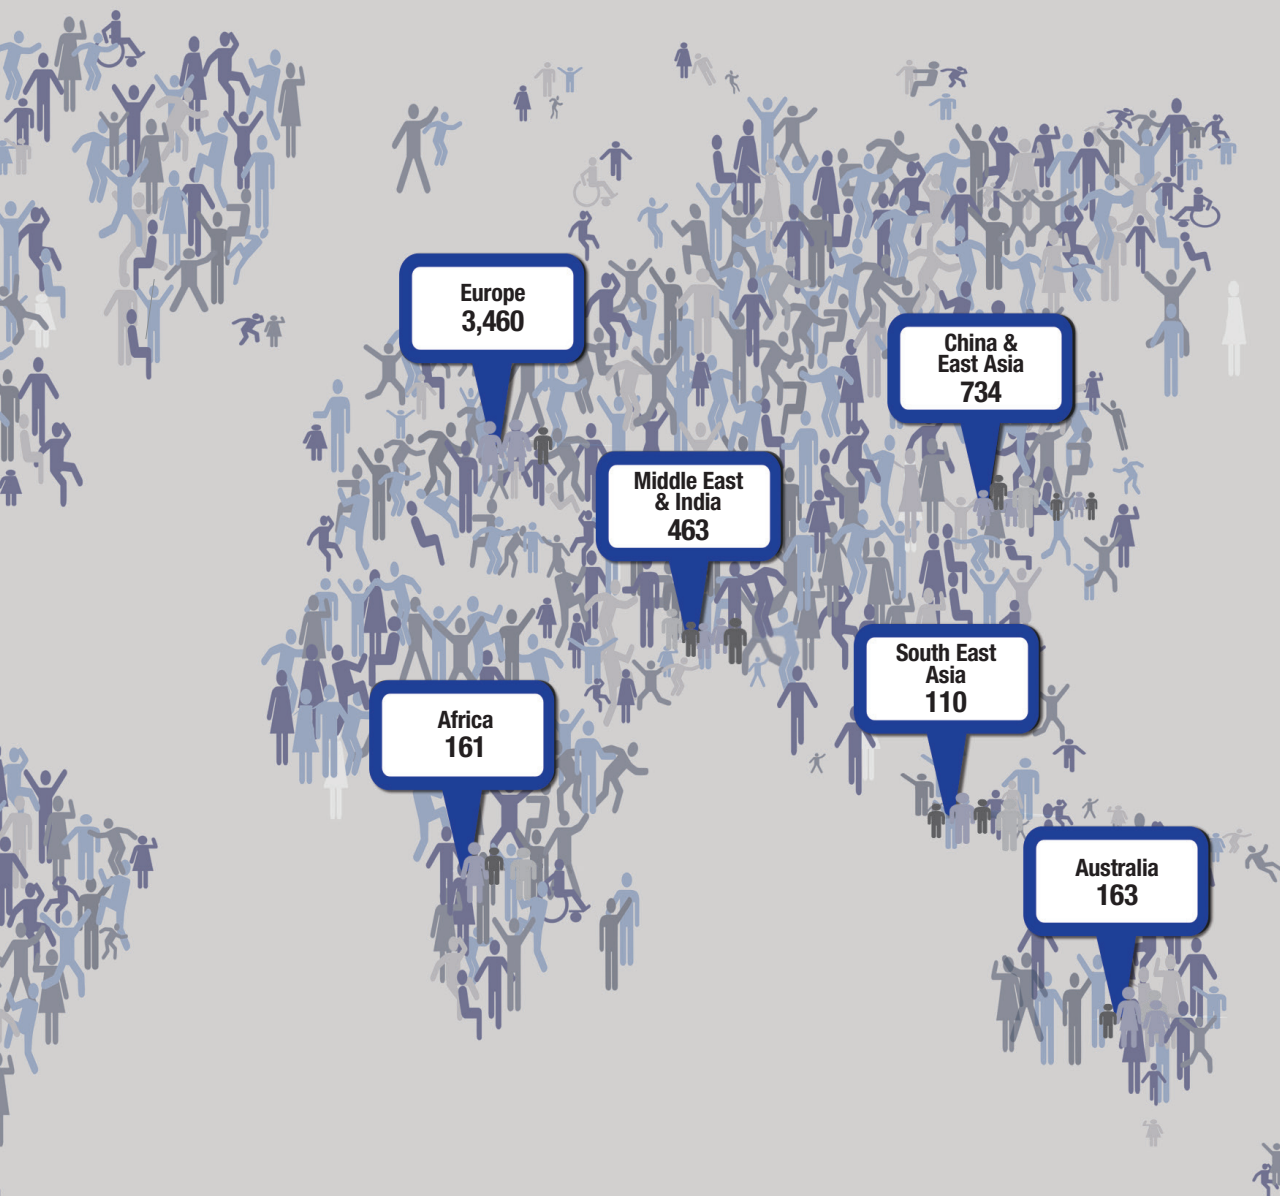 Europe
3,460
China &
East Asia
734
Middle East
& India
463
South East
Asia
110
Africa
161
Australia
163